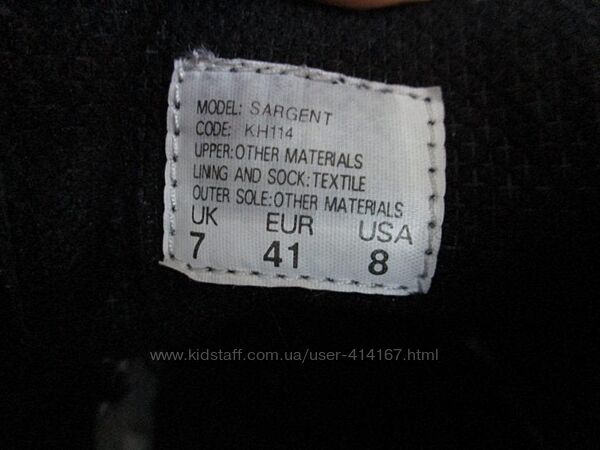 MODEL: SARGENT
CODE: KH114
UPPER:OTHER MATERIALS
LINING AND SOCK:TEXTILE
OUTER SOLE:OTHER MATERIALS
UK EUR USA
7 41 8
www.kidstaff.com.ua/user-414167.html